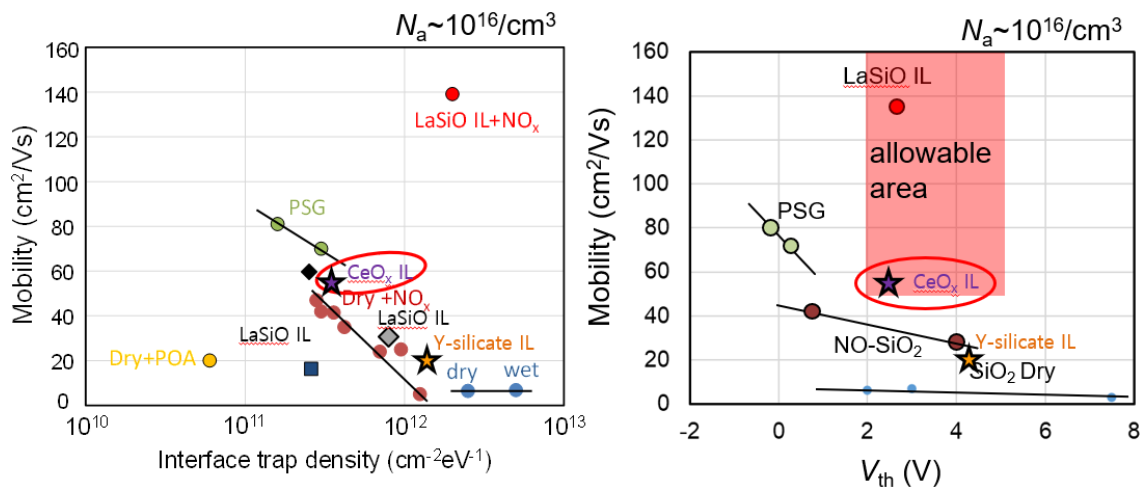 Nₐ~10¹⁶/cm³
160
140
120
100
80
60
40
20
0
Mobility (cm²/Vs)
LaSiO IL+NOₓ
PSG
CeOₓ IL
Dry +NOₓ
LaSiO IL
LaSiO IL
Y-silicate IL
Dry+POA
dry
wet
10¹⁰
10¹¹
10¹²
10¹³
Interface trap density (cm⁻²eV⁻¹)
Nₐ~10¹⁶/cm³
160
140
120
100
80
60
40
20
0
Mobility (cm²/Vs)
LaSiO IL
allowable
area
PSG
CeOₓ IL
NO-SiO₂
Y-silicate IL
SiO₂ Dry
-2
0
2
4
6
8
Vth (V)